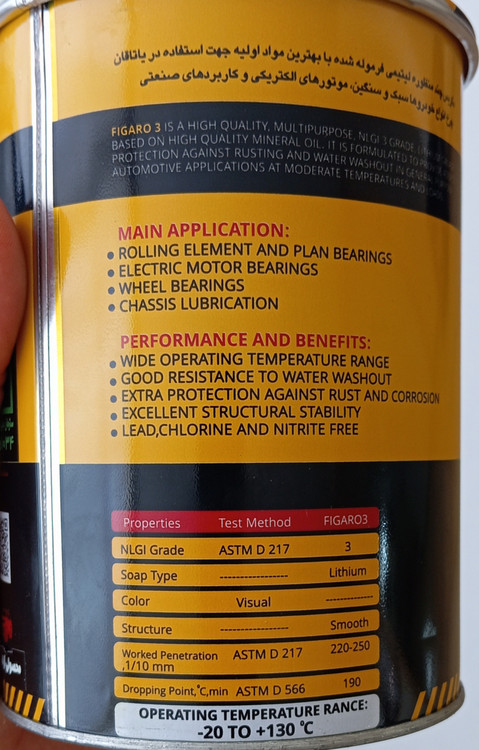 گریس چند منظوره لیتیمی فرموله شده با بهترین مواد اولیه جهت استفاده در یاتاقان
چرخ انواع خودروها سبک و سنگین، موتورهای الکتریکی و کاربردهای صنعتی
FIGARO 3 IS A HIGH QUALITY, MULTIPURPOSE, NLGI 3 GRADE,
BASED ON HIGH QUALITY MINERAL OIL. IT IS FORMULATED TO
PROTECTION AGAINST RUSTING AND WATER WASHOUT IN GENERAL
AUTOMOTIVE APPLICATIONS AT MODERATE TEMPERATURES AND
MAIN APPLICATION:
● ROLLING ELEMENT AND PLAN BEARINGS
● ELECTRIC MOTOR BEARINGS
● WHEEL BEARINGS
● CHASSIS LUBRICATION
PERFORMANCE AND BENEFITS:
● WIDE OPERATING TEMPERATURE RANGE
● GOOD RESISTANCE TO WATER WASHOUT
● EXTRA PROTECTION AGAINST RUST AND CORROSION
● EXCELLENT STRUCTURAL STABILITY
● LEAD,CHLORINE AND NITRITE FREE
Properties Test Method FIGARO3
NLGI Grade ASTM D 217 3
Soap Type ----------------- Lithium
Color Visual -------------
Structure ----------------- Smooth
Worked Penetration ASTM D 217 220-250
,1/10 mm
Dropping Point,°C,min ASTM D 566 190
OPERATING TEMPERATURE RANGE:
-20 TO +130 °C